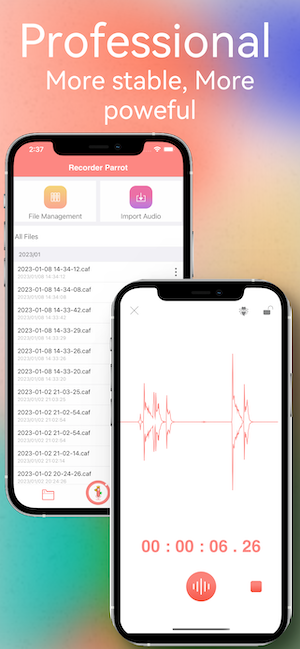 Professional
More stable, More
poweful
2:37
Recorder Parrot
File Management
Import Audio
All Files
2023/01
2023-01-08 14-34-12.caf
2023/01/08 14:34:12
2023-01-08 14-34-08.caf
2023/01/08 14:34:08
2023-01-08 14-33-42.caf
2023/01/08 14:33:42
2023-01-08 14-33-29.caf
2023/01/08 14:33:29
2023-01-08 14-33-26.caf
2023/01/08 14:33:26
2023-01-08 14-33-20.caf
2023/01/08 14:33:20
2023-01-02 21-03-25.caf
2023/01/02 21:03:25
2023-01-02 21-02-54.caf
2023/01/02 21:02:54
2023-01-02 21-02-54.caf
2023/01/02 21:02:54
2023-01-02 21-02-14.caf
2023/01/02 21:02:14
2023-01-02 20-24-26.caf
2023/01/02 20:24:26
00 : 00 : 06 . 26